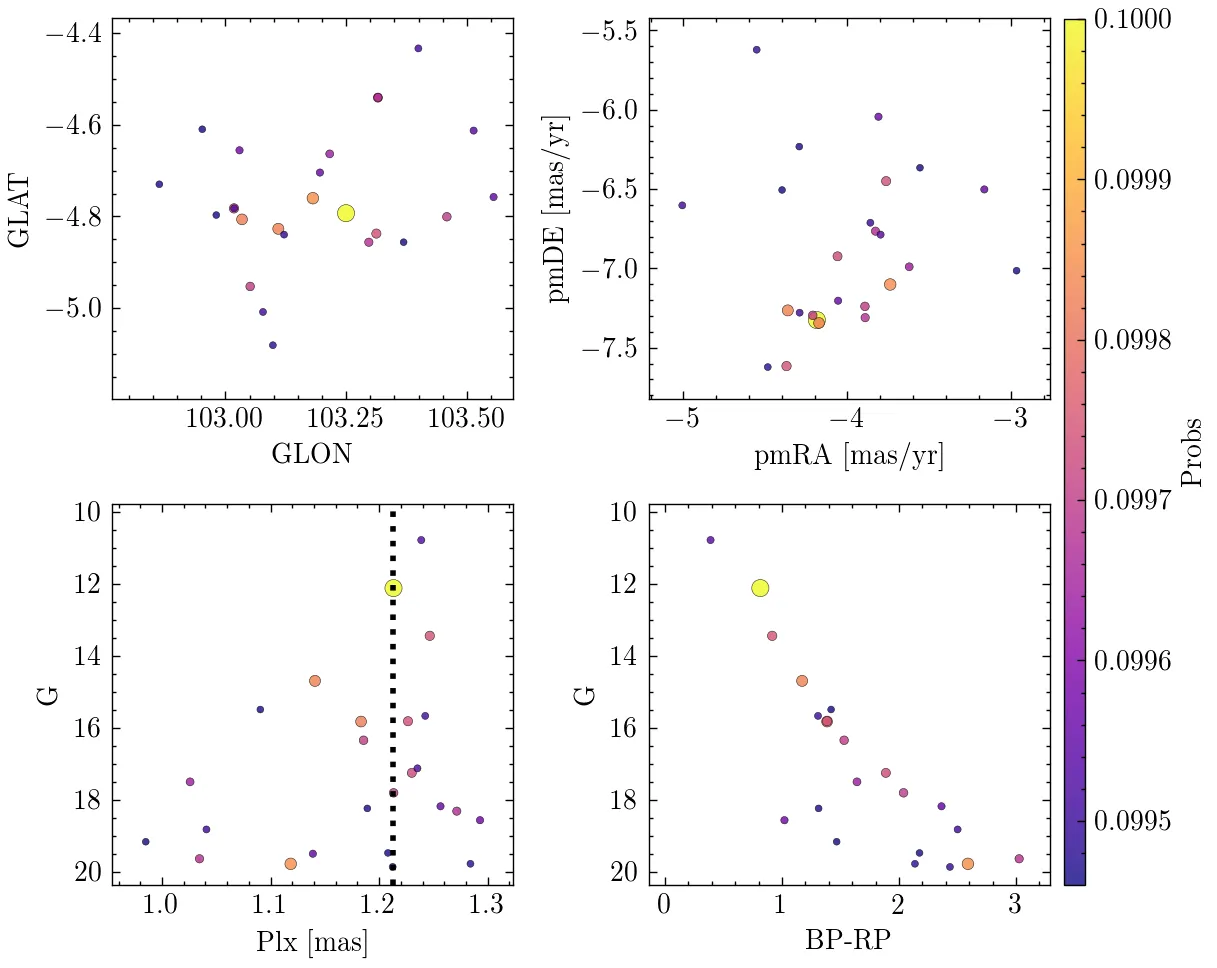 −4.4
−4.6
−4.8
−5.0
GLAT
103.00 103.25 103.50
GLON
−5.5
−6.0
−6.5
−7.0
−7.5
pmDE [mas/yr]
−5 −4 −3
pmRA [mas/yr]
0.1000
0.0999
0.0998
0.0997
0.0996
0.0995
Probs
10
12
14
16
18
20
G
1.0 1.1 1.2 1.3
Plx [mas]
10
12
14
16
18
20
G
0 1 2 3
BP-RP